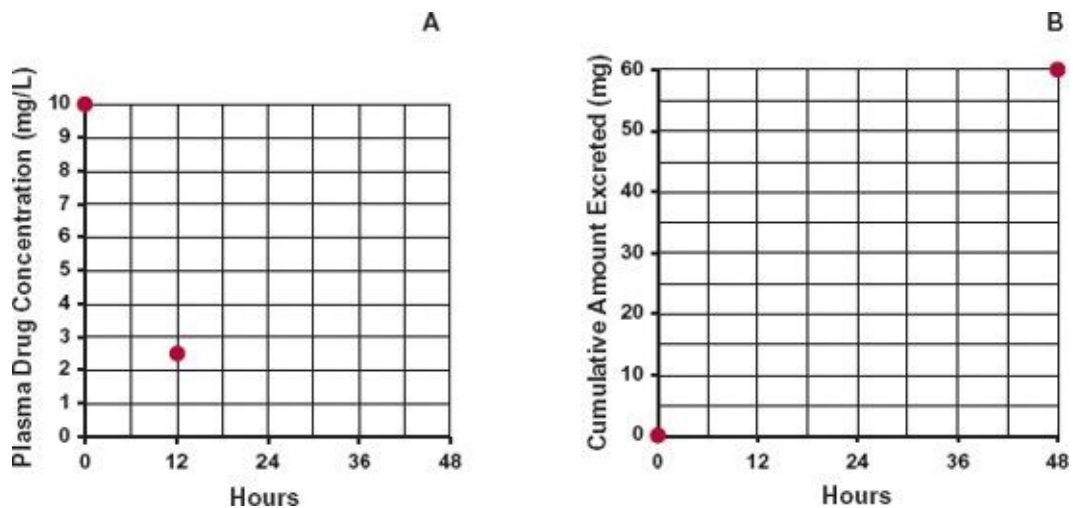 A
Plasma Drug Concentration (mg/L)
10
9
8
7
6
5
4
3
2
1
0
0 12 24 36 48
Hours
B
Cumulative Amount Excreted (mg)
60
50
40
30
20
10
0
0 12 24 36 48
Hours